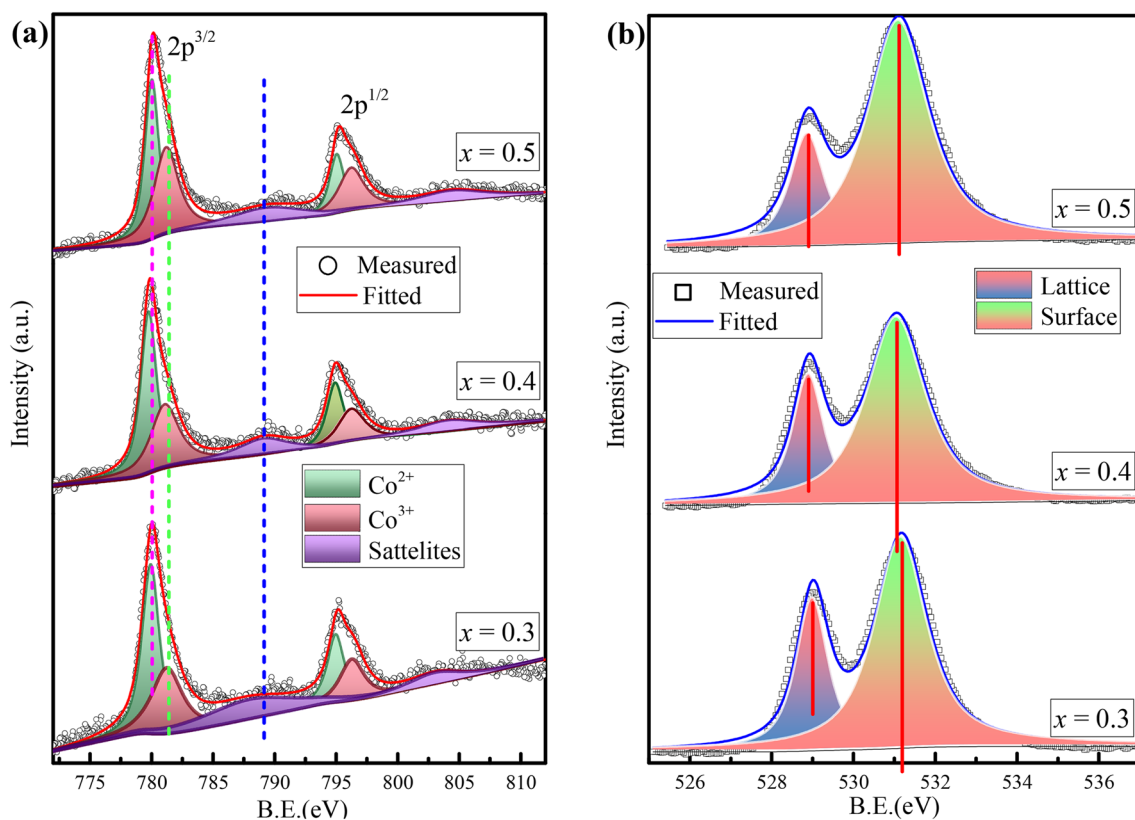 (a)
2p3/2
2p1/2
x = 0.5
Measured
Fitted
x = 0.4
Co2+
Co3+
Sattelites
x = 0.3
Intensity (a.u.)
775 780 785 790 795 800 805 810
B.E.(eV)
(b)
x = 0.5
Measured
Fitted
Lattice
Surface
x = 0.4
x = 0.3
Intensity (a.u.)
526 528 530 532 534 536
B.E.(eV)